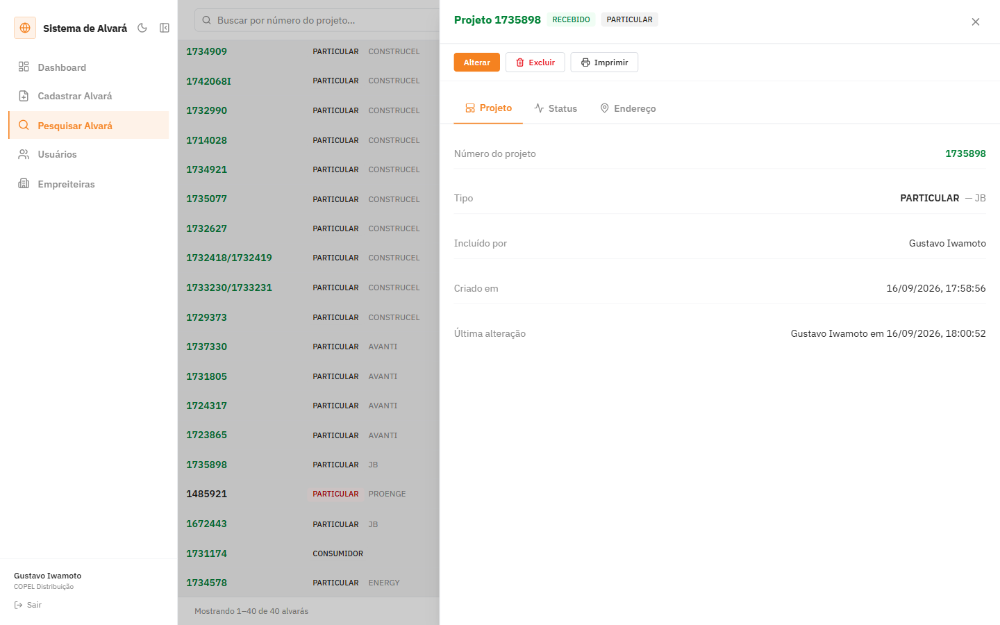 Sistema de Alvará
Dashboard
Cadastrar Alvará
Pesquisar Alvará
Usuários
Empreiteiras
Gustavo Iwamoto
COPEL Distribuição
Sair
Buscar por número do projeto...
1734909 PARTICULAR CONSTRUCEL
1742068I PARTICULAR CONSTRUCEL
1732990 PARTICULAR CONSTRUCEL
1714028 PARTICULAR CONSTRUCEL
1734921 PARTICULAR CONSTRUCEL
1735077 PARTICULAR CONSTRUCEL
1732627 PARTICULAR CONSTRUCEL
1732418/1732419 PARTICULAR CONSTRUCEL
1733230/1733231 PARTICULAR CONSTRUCEL
1729373 PARTICULAR CONSTRUCEL
1737330 PARTICULAR AVANTI
1731805 PARTICULAR AVANTI
1724317 PARTICULAR AVANTI
1723865 PARTICULAR AVANTI
1735898 PARTICULAR JB
1485921 PARTICULAR PROENGE
1672443 PARTICULAR JB
1731174 CONSUMIDOR
1734578 PARTICULAR ENERGY
Mostrando 1–40 de 40 alvarás
Projeto 1735898 RECEBIDO PARTICULAR
Alterar Excluir Imprimir
Projeto Status Endereço
Número do projeto 1735898
Tipo PARTICULAR — JB
Incluído por Gustavo Iwamoto
Criado em 16/09/2026, 17:58:56
Última alteração Gustavo Iwamoto em 16/09/2026, 18:00:52